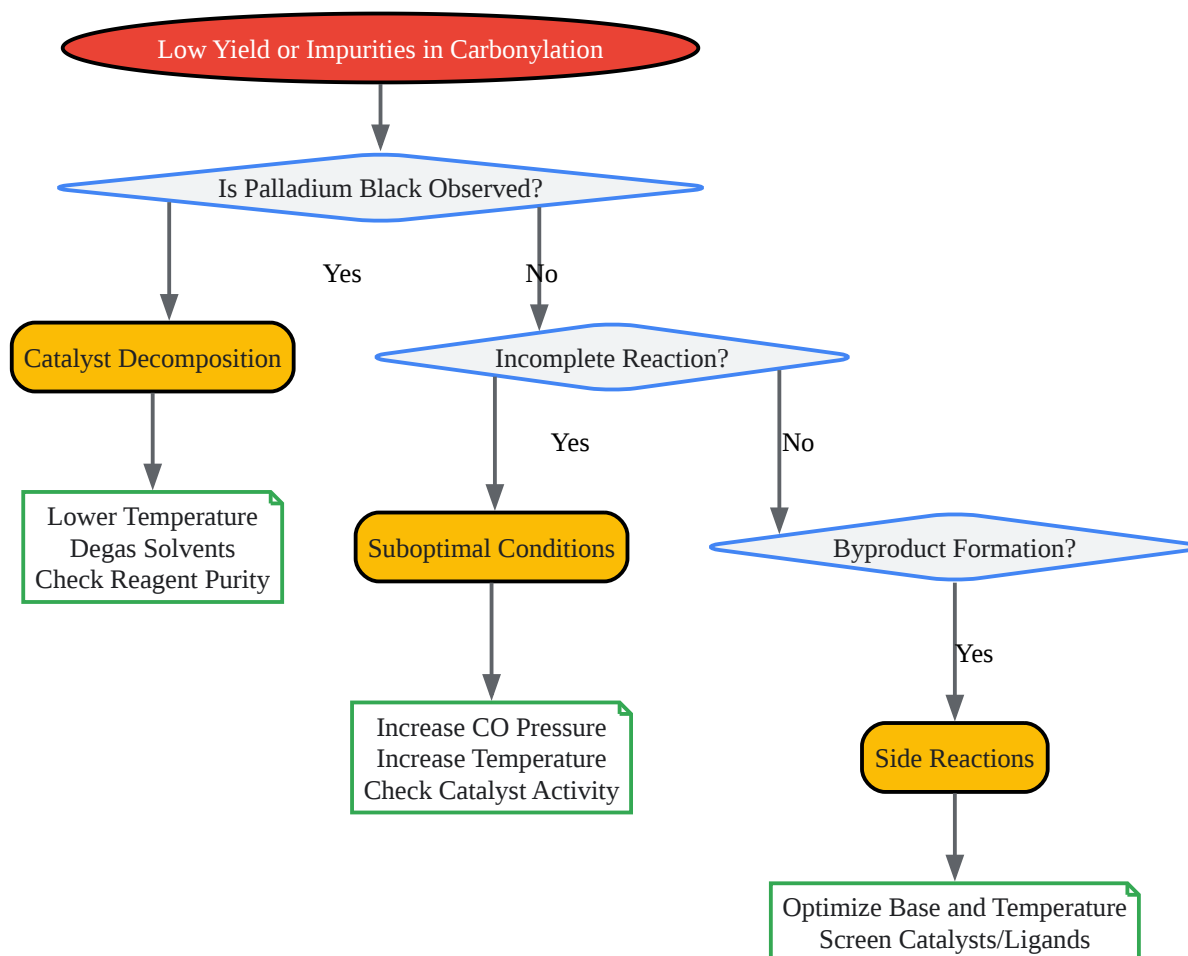 Low Yield or Impurities in Carbonylation
Is Palladium Black Observed?
Yes
No
Catalyst Decomposition
Incomplete Reaction?
Yes
No
Lower Temperature
Degas Solvents
Check Reagent Purity
Suboptimal Conditions
Byproduct Formation?
Yes
Increase CO Pressure
Increase Temperature
Check Catalyst Activity
Side Reactions
Optimize Base and Temperature
Screen Catalysts/Ligands